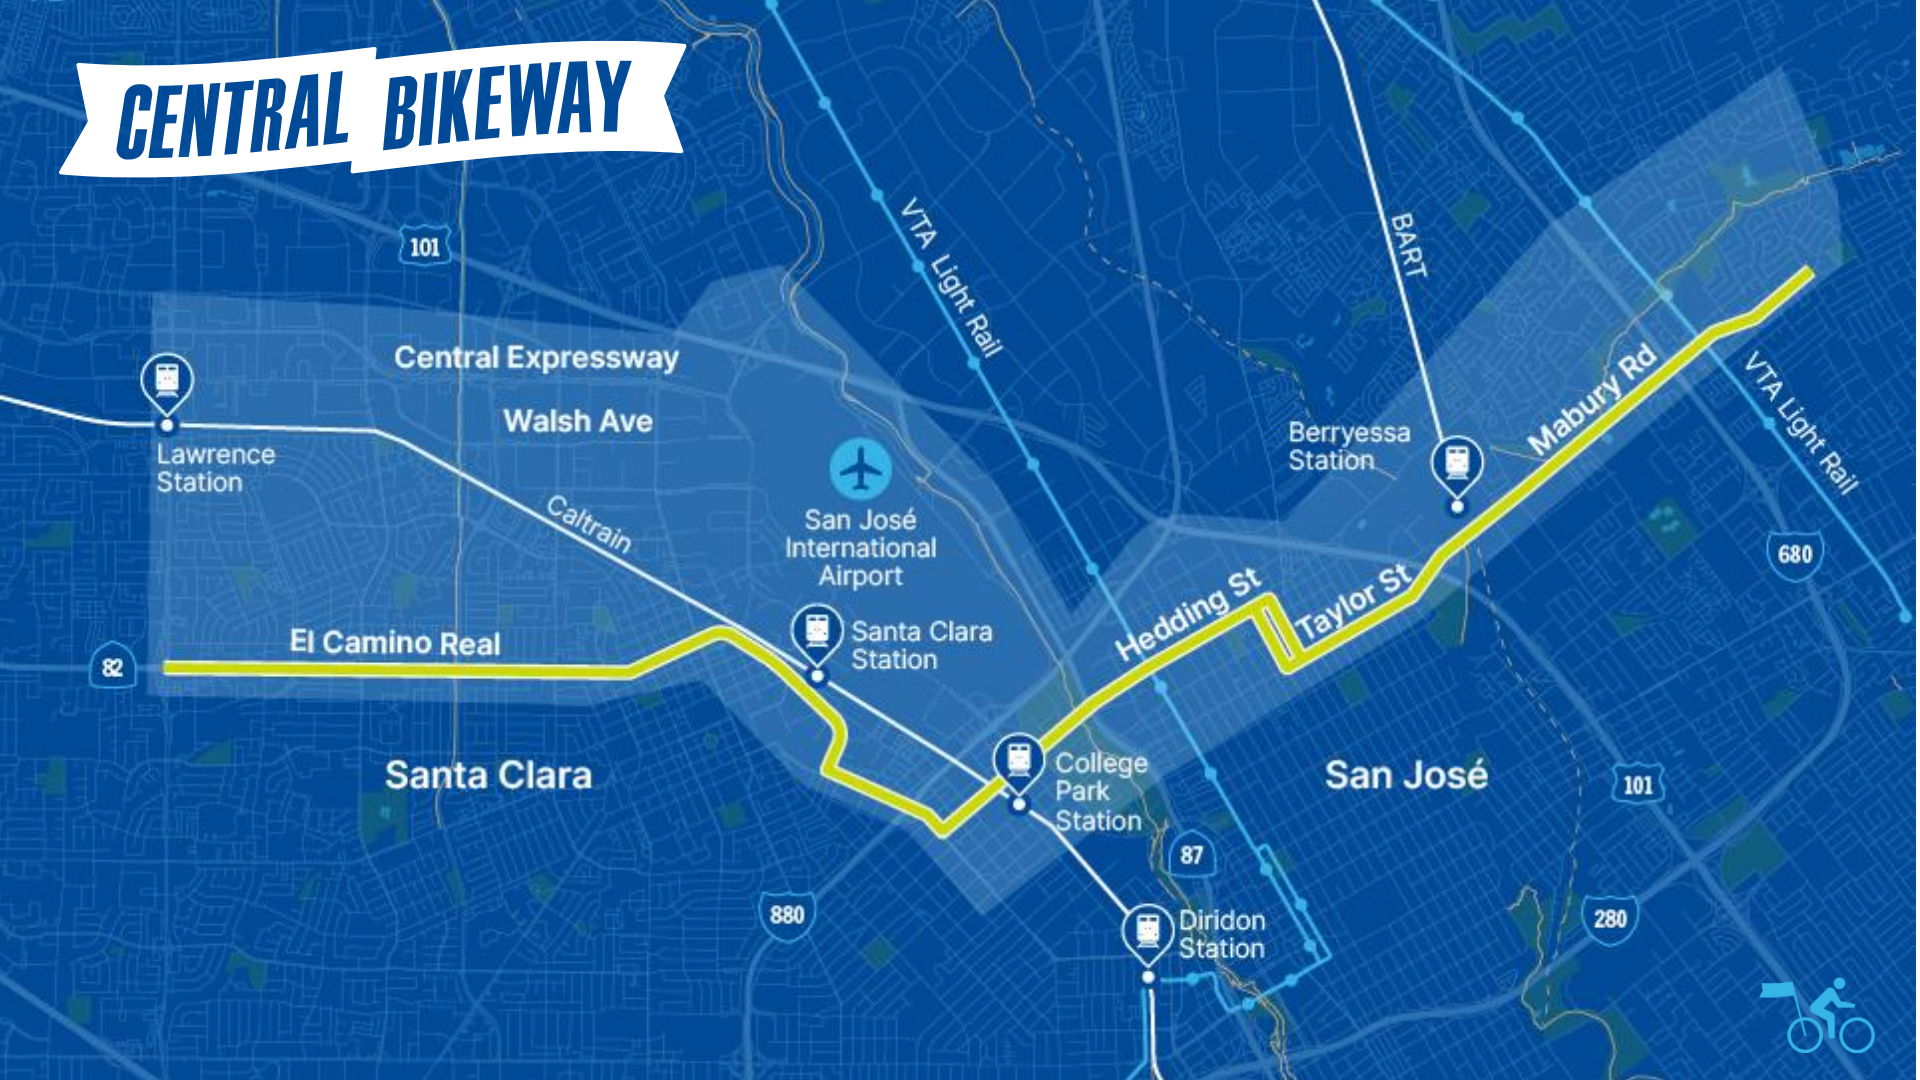 CENTRAL BIKEWAY
101
VTA Light Rail
BART
Central Expressway
Walsh Ave
Lawrence
Station
Caltrain
San José
International
Airport
Berryessa
Station
Mabury Rd
VTA Light Rail
680
Hedding St
Taylor St
El Camino Real
82
Santa Clara
Station
Santa Clara
College
Park
Station
San José
101
87
880
Diridon
Station
280